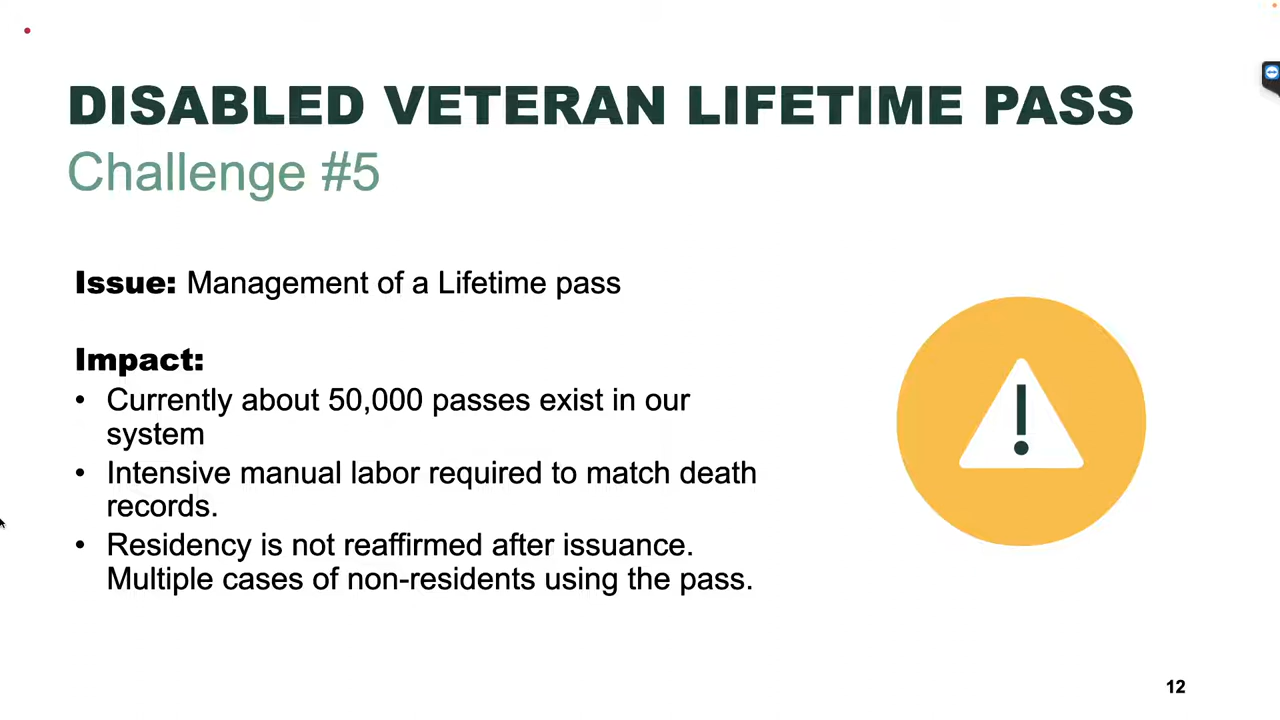 DISABLED VETERAN LIFETIME PASS
Challenge #5
Issue: Management of a Lifetime pass
Impact:
• Currently about 50,000 passes exist in our
system
• Intensive manual labor required to match death
records.
• Residency is not reaffirmed after issuance.
Multiple cases of non-residents using the pass.
12